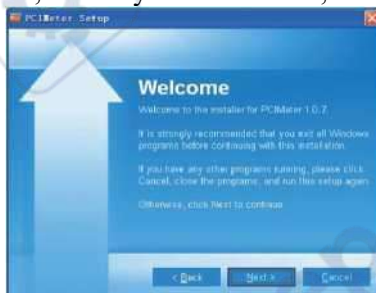 PCIMeter Setup
Welcome
Welcome to the installer for PCIMeter 1.0.7.
It is strongly recommended that you exit all Windows
programs before continuing with this installation.
If you have any other programs running, please click
Cancel, close the programs, and run this setup again.
Otherwise, click Next to continue.
< Back
Next >
Cancel